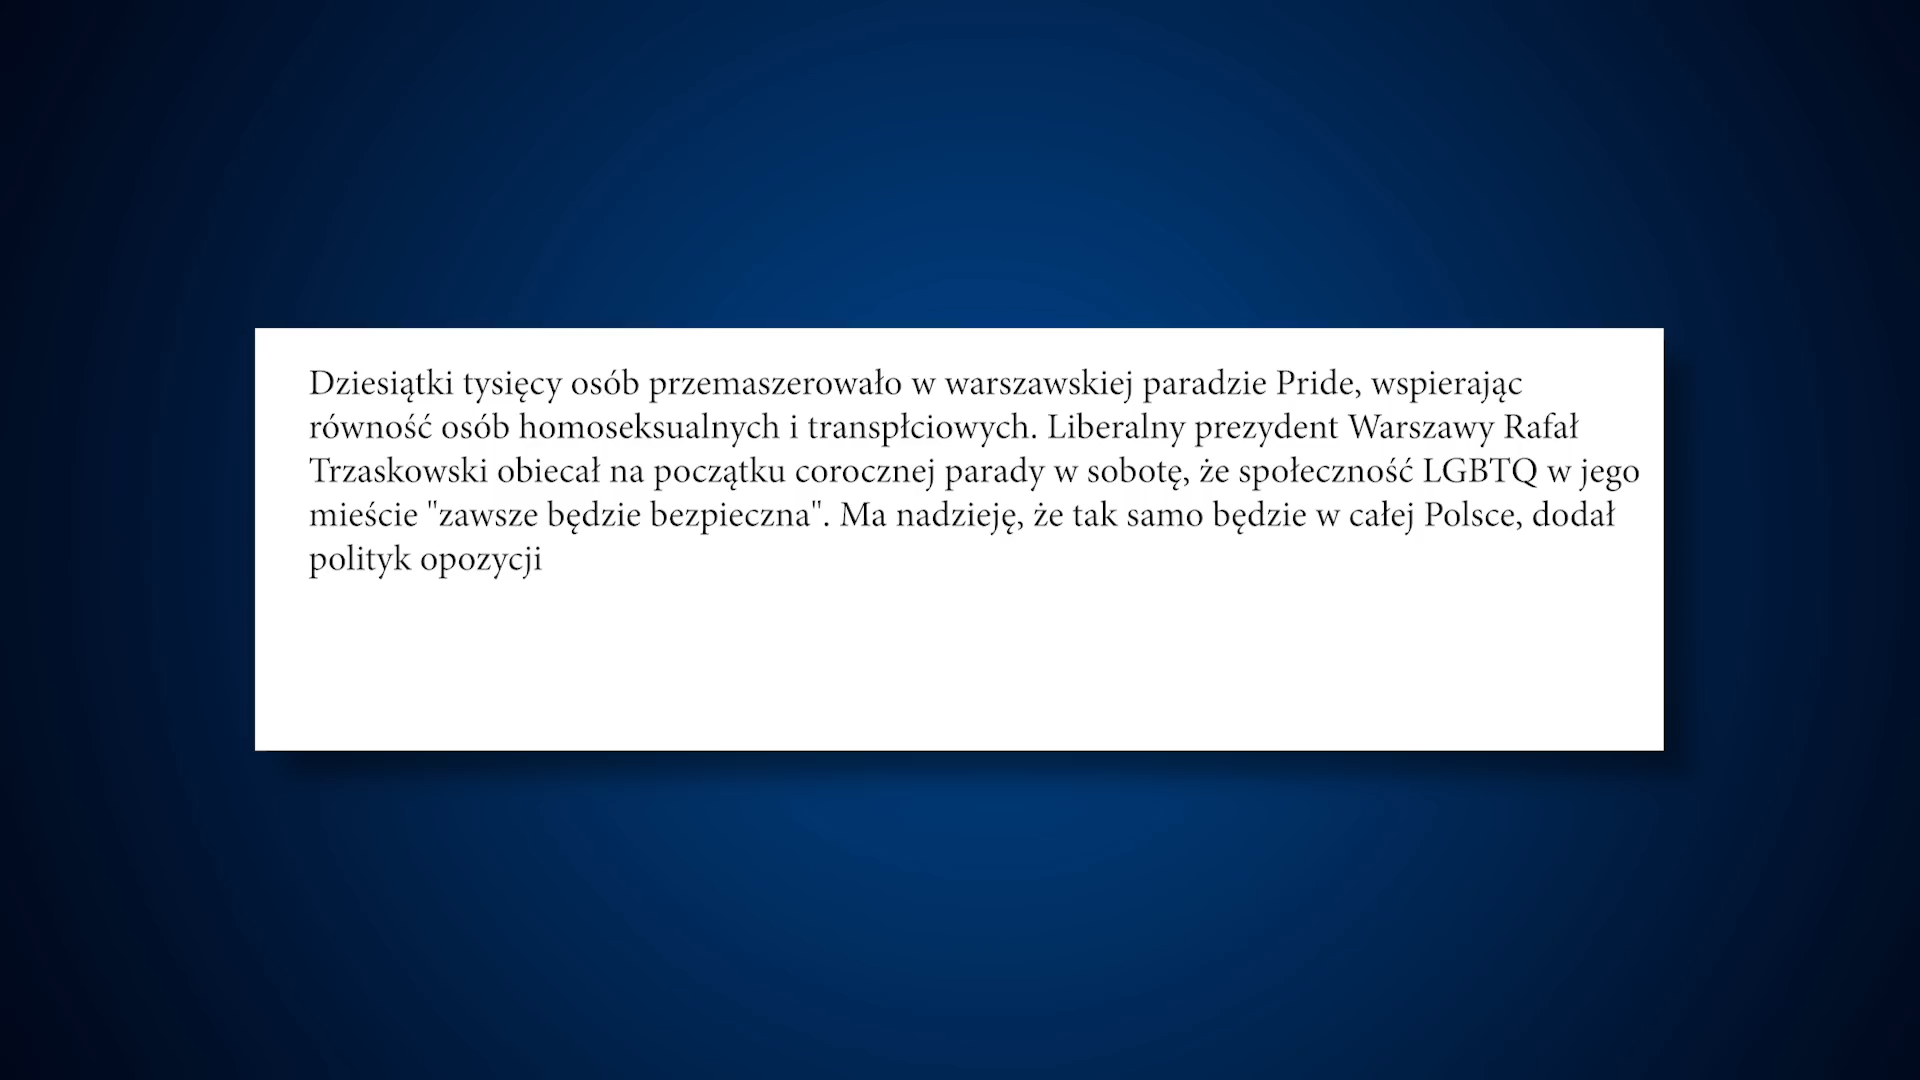 Dziesiątki tysięcy osób przemaszerowało w warszawskiej paradzie Pride, wspierając
równość osób homoseksualnych i transpłciowych. Liberalny prezydent Warszawy Rafał
Trzaskowski obiecał na początku corocznej parady w sobotę, że społeczność LGBTQ w jego
mieście "zawsze będzie bezpieczna". Ma nadzieję, że tak samo będzie w całej Polsce, dodał
polityk opozycji